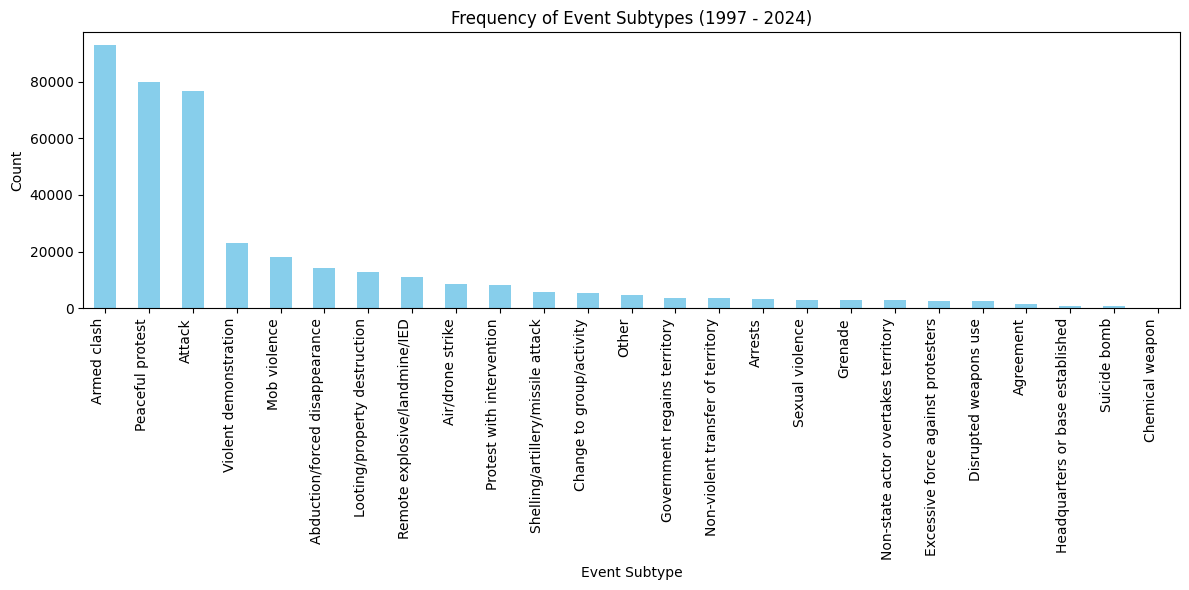 Frequency of Event Subtypes (1997 - 2024)
Count
80000
60000
40000
20000
0
Armed clash
Peaceful protest
Attack
Violent demonstration
Mob violence
Abduction/forced disappearance
Looting/property destruction
Remote explosive/landmine/IED
Air/drone strike
Protest with intervention
Shelling/artillery/missile attack
Change to group/activity
Other
Government regains territory
Non-violent transfer of territory
Arrests
Sexual violence
Grenade
Non-state actor overtakes territory
Excessive force against protesters
Disrupted weapons use
Agreement
Headquarters or base established
Suicide bomb
Chemical weapon
Event Subtype